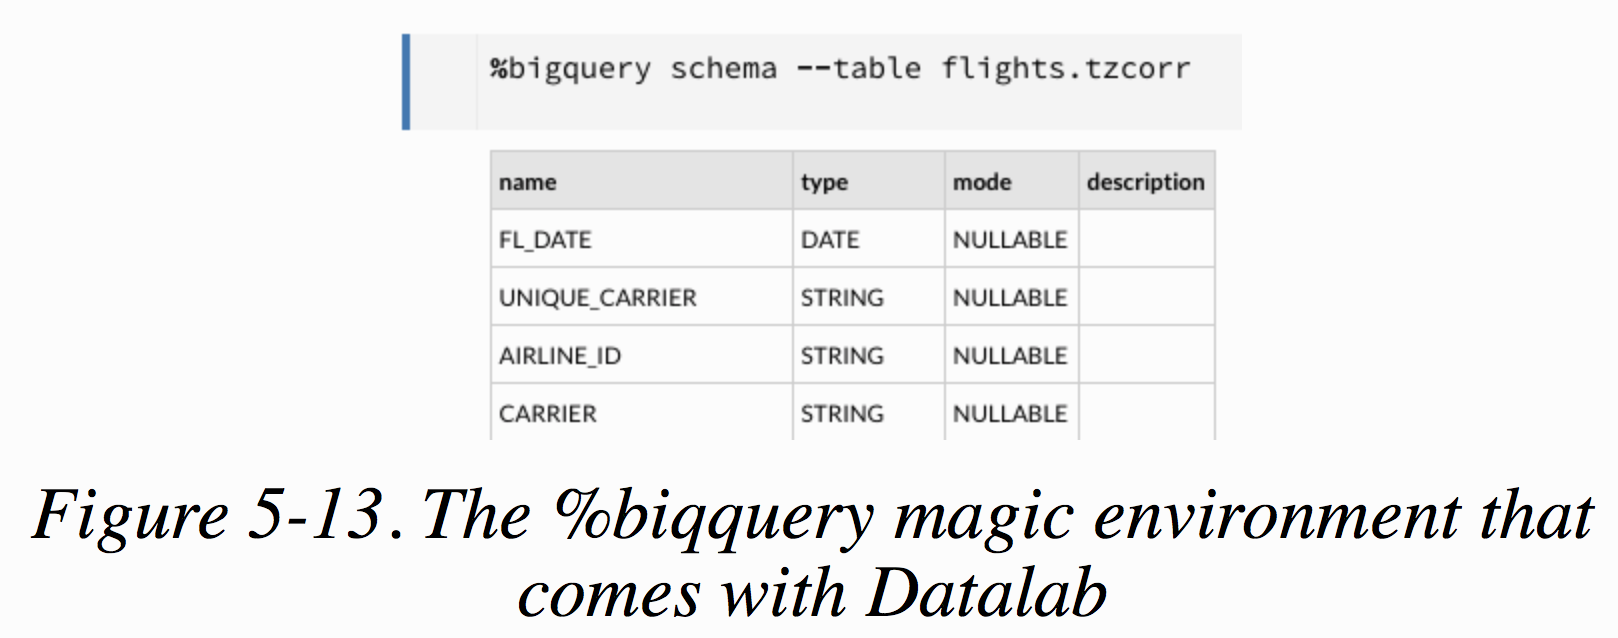 %bigquery schema --table flights.tzcorr
name type mode description
FL_DATE DATE NULLABLE
UNIQUE_CARRIER STRING NULLABLE
AIRLINE_ID STRING NULLABLE
CARRIER STRING NULLABLE
Figure 5-13. The %biqquery magic environment that
comes with Datalab